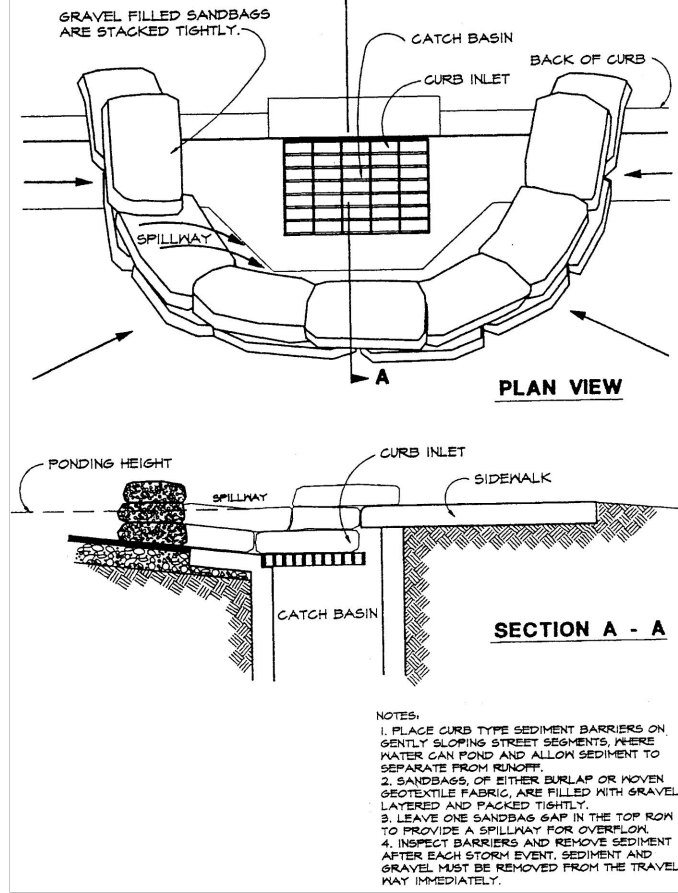 GRAVEL FILLED SANDBAGS
ARE STACKED TIGHTLY.
CATCH BASIN
CURB INLET
BACK OF CURB
SPILLWAY
A
PLAN VIEW
PONDING HEIGHT
CURB INLET
SIDEWALK
SPILLWAY
CATCH BASIN
SECTION A - A
NOTES:
1. PLACE CURB TYPE SEDIMENT BARRIERS ON
GENTLY SLOPING STREET SEGMENTS, WHERE
WATER CAN POND AND ALLOW SEDIMENT TO
SEPARATE FROM RUNOFF.
2. SANDBAGS, OF EITHER BURLAP OR WOVEN
GEOTEXTILE FABRIC, ARE FILLED WITH GRAVEL
LAYERED AND PACKED TIGHTLY.
3. LEAVE ONE SANDBAG GAP IN THE TOP ROW
TO PROVIDE A SPILLWAY FOR OVERFLOW.
4. INSPECT BARRIERS AND REMOVE SEDIMENT
AFTER EACH STORM EVENT. SEDIMENT AND
GRAVEL MUST BE REMOVED FROM THE TRAVEL
WAY IMMEDIATELY.